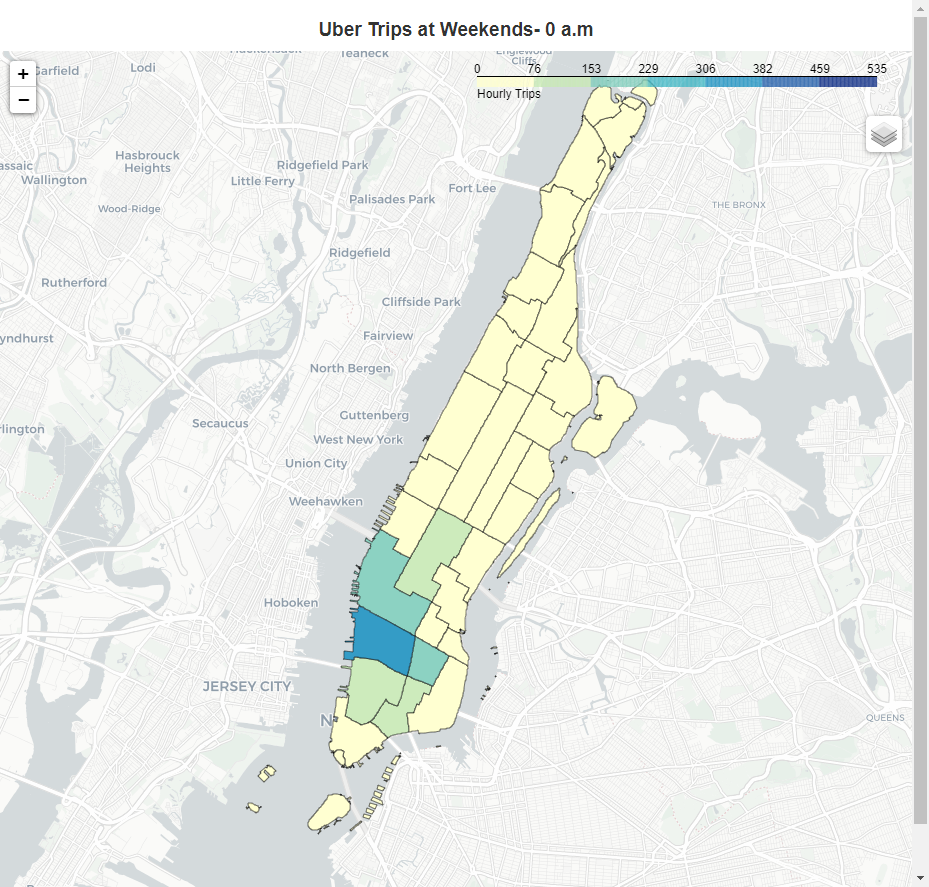 Uber Trips at Weekends- 0 a.m
Hackensack
Teaneck
Englewood
Cliffs
+
−
Garfield
Lodi
0 76 153 229 306 382 459 535
Hourly Trips
assaic
Wallington
Hasbrouck
Heights
Little Ferry
Ridgefield Park
Fort Lee
Palisades Park
Wood-Ridge
THE BRONX
Ridgefield
Rutherford
Cliffside Park
yndhurst
Fairview
North Bergen
Guttenberg
Secaucus
rlington
West New York
Union City
Weehawken
Hoboken
JERSEY CITY
N
QUEENS